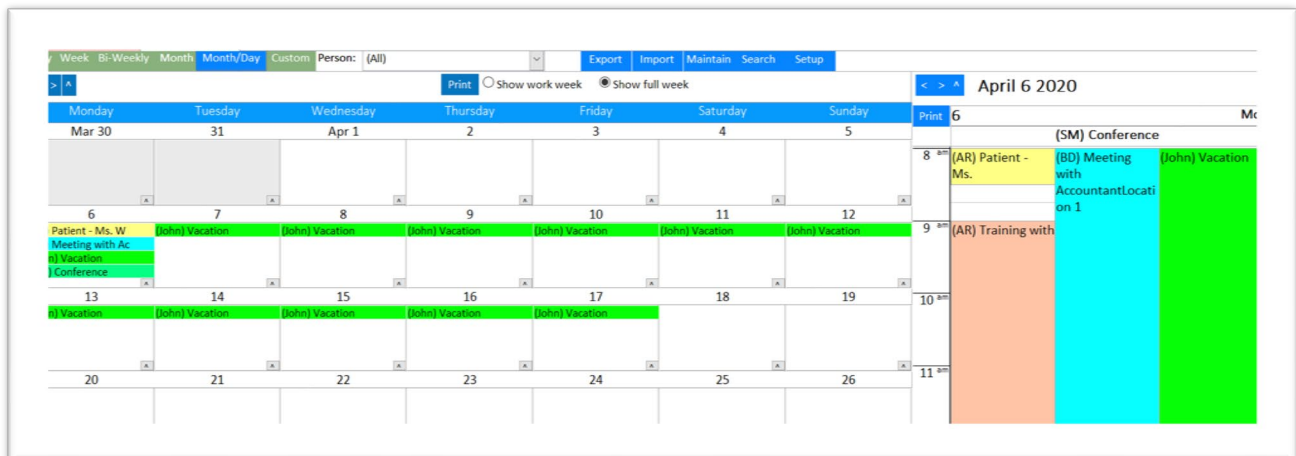 y Week Bi-Weekly Month Month/Day Custom Person: (All) Export Import Maintain Search Setup
> ^ Print Show work week Show full week
Monday Tuesday Wednesday Thursday Friday Saturday Sunday
Mar 30 31 Apr 1 2 3 4 5
6 7 8 9 10 11 12
Patient - Ms. W (John) Vacation (John) Vacation (John) Vacation (John) Vacation (John) Vacation (John) Vacation
Meeting with Ac
n) Vacation
) Conference
13 14 15 16 17 18 19
n) Vacation (John) Vacation (John) Vacation (John) Vacation (John) Vacation
20 21 22 23 24 25 26
< > ^ April 6 2020
Print 6 Mo
(SM) Conference
8 am (AR) Patient - (BD) Meeting (John) Vacation
Ms. with
AccountantLocati
on 1
9 am (AR) Training with
10 am
11 am